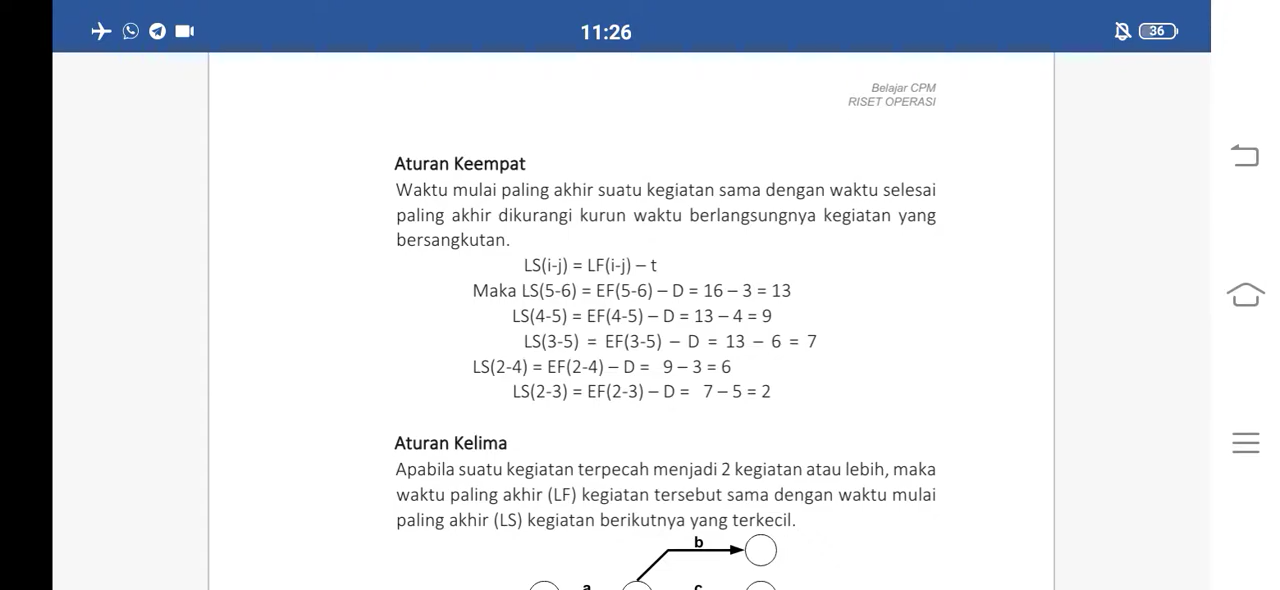 11:26
36
Belajar CPM
RISET OPERASI
Aturan Keempat
Waktu mulai paling akhir suatu kegiatan sama dengan waktu selesai
paling akhir dikurangi kurun waktu berlangsungnya kegiatan yang
bersangkutan.
LS(i-j) = LF(i-j) – t
Maka LS(5-6) = EF(5-6) – D = 16 – 3 = 13
LS(4-5) = EF(4-5) – D = 13 – 4 = 9
LS(3-5) = EF(3-5) – D = 13 – 6 = 7
LS(2-4) = EF(2-4) – D = 9 – 3 = 6
LS(2-3) = EF(2-3) – D = 7 – 5 = 2
Aturan Kelima
Apabila suatu kegiatan terpecah menjadi 2 kegiatan atau lebih, maka
waktu paling akhir (LF) kegiatan tersebut sama dengan waktu mulai
paling akhir (LS) kegiatan berikutnya yang terkecil.
b
a c